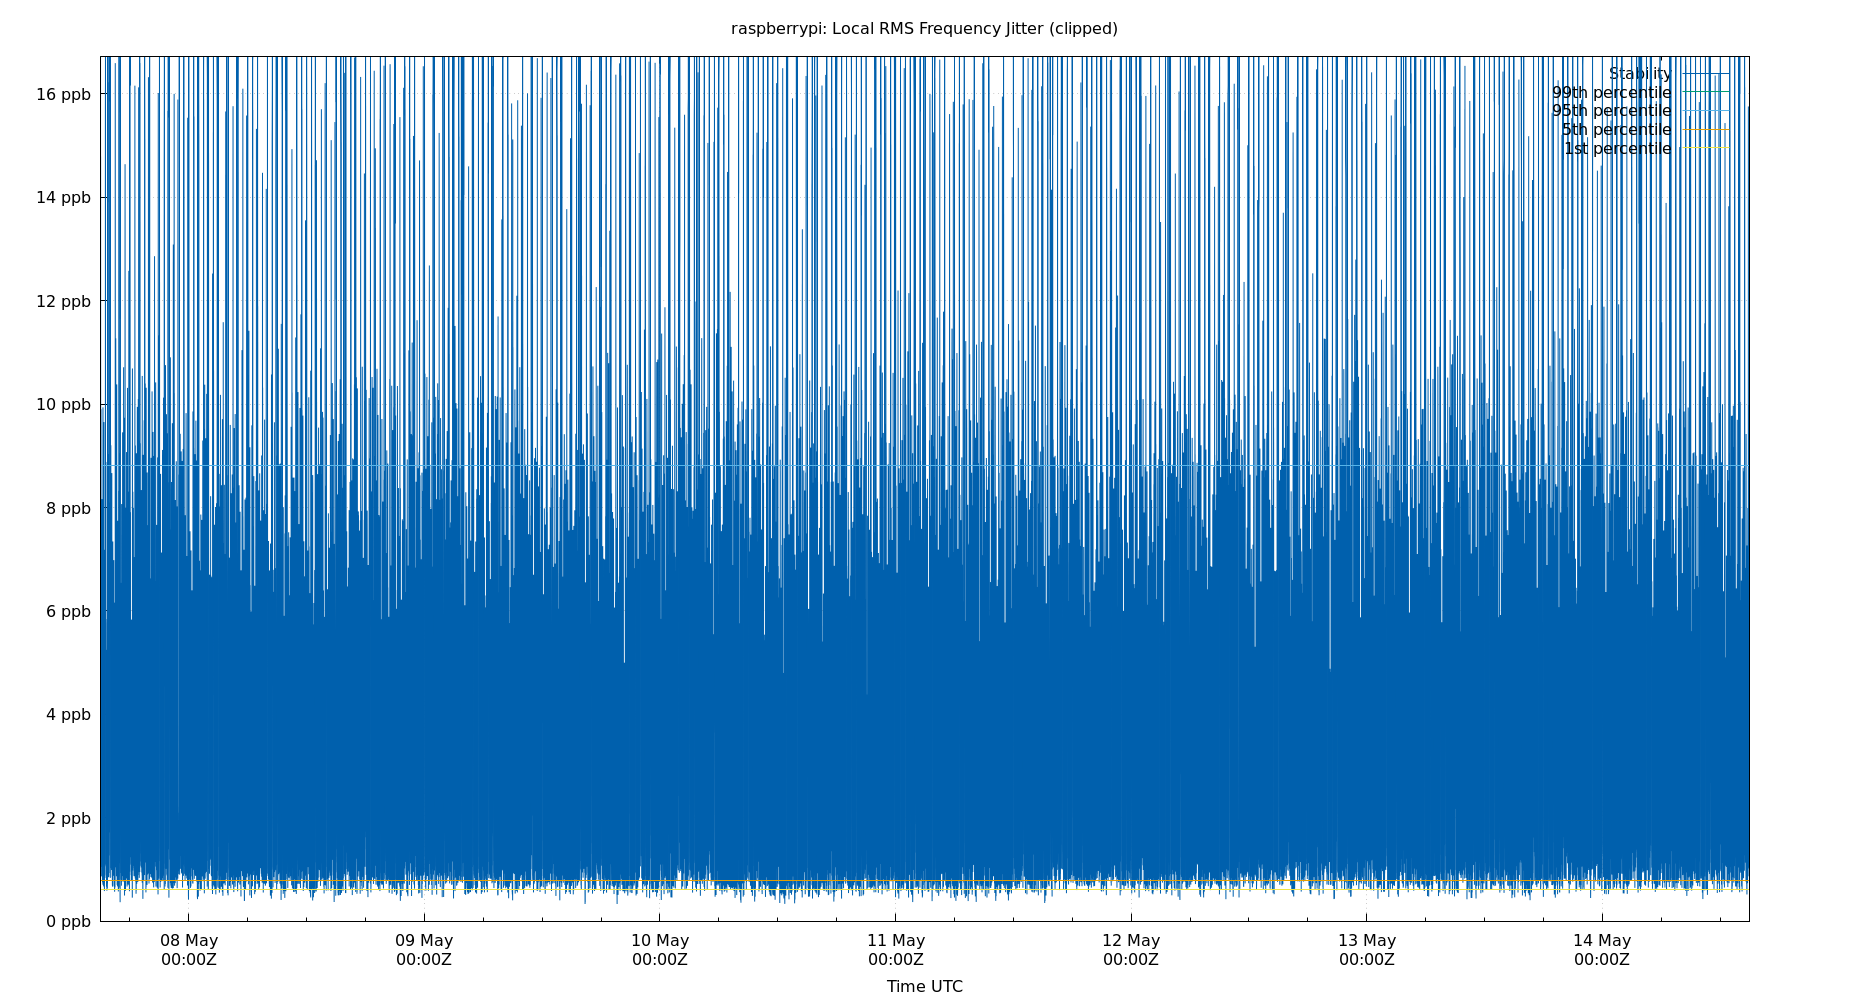 raspberrypi: Local RMS Frequency Jitter (clipped)
Stability
99th percentile
95th percentile
5th percentile
1st percentile
16 ppb
14 ppb
12 ppb
10 ppb
8 ppb
6 ppb
4 ppb
2 ppb
0 ppb
08 May
00:00Z
09 May
00:00Z
10 May
00:00Z
11 May
00:00Z
12 May
00:00Z
13 May
00:00Z
14 May
00:00Z
Time UTC